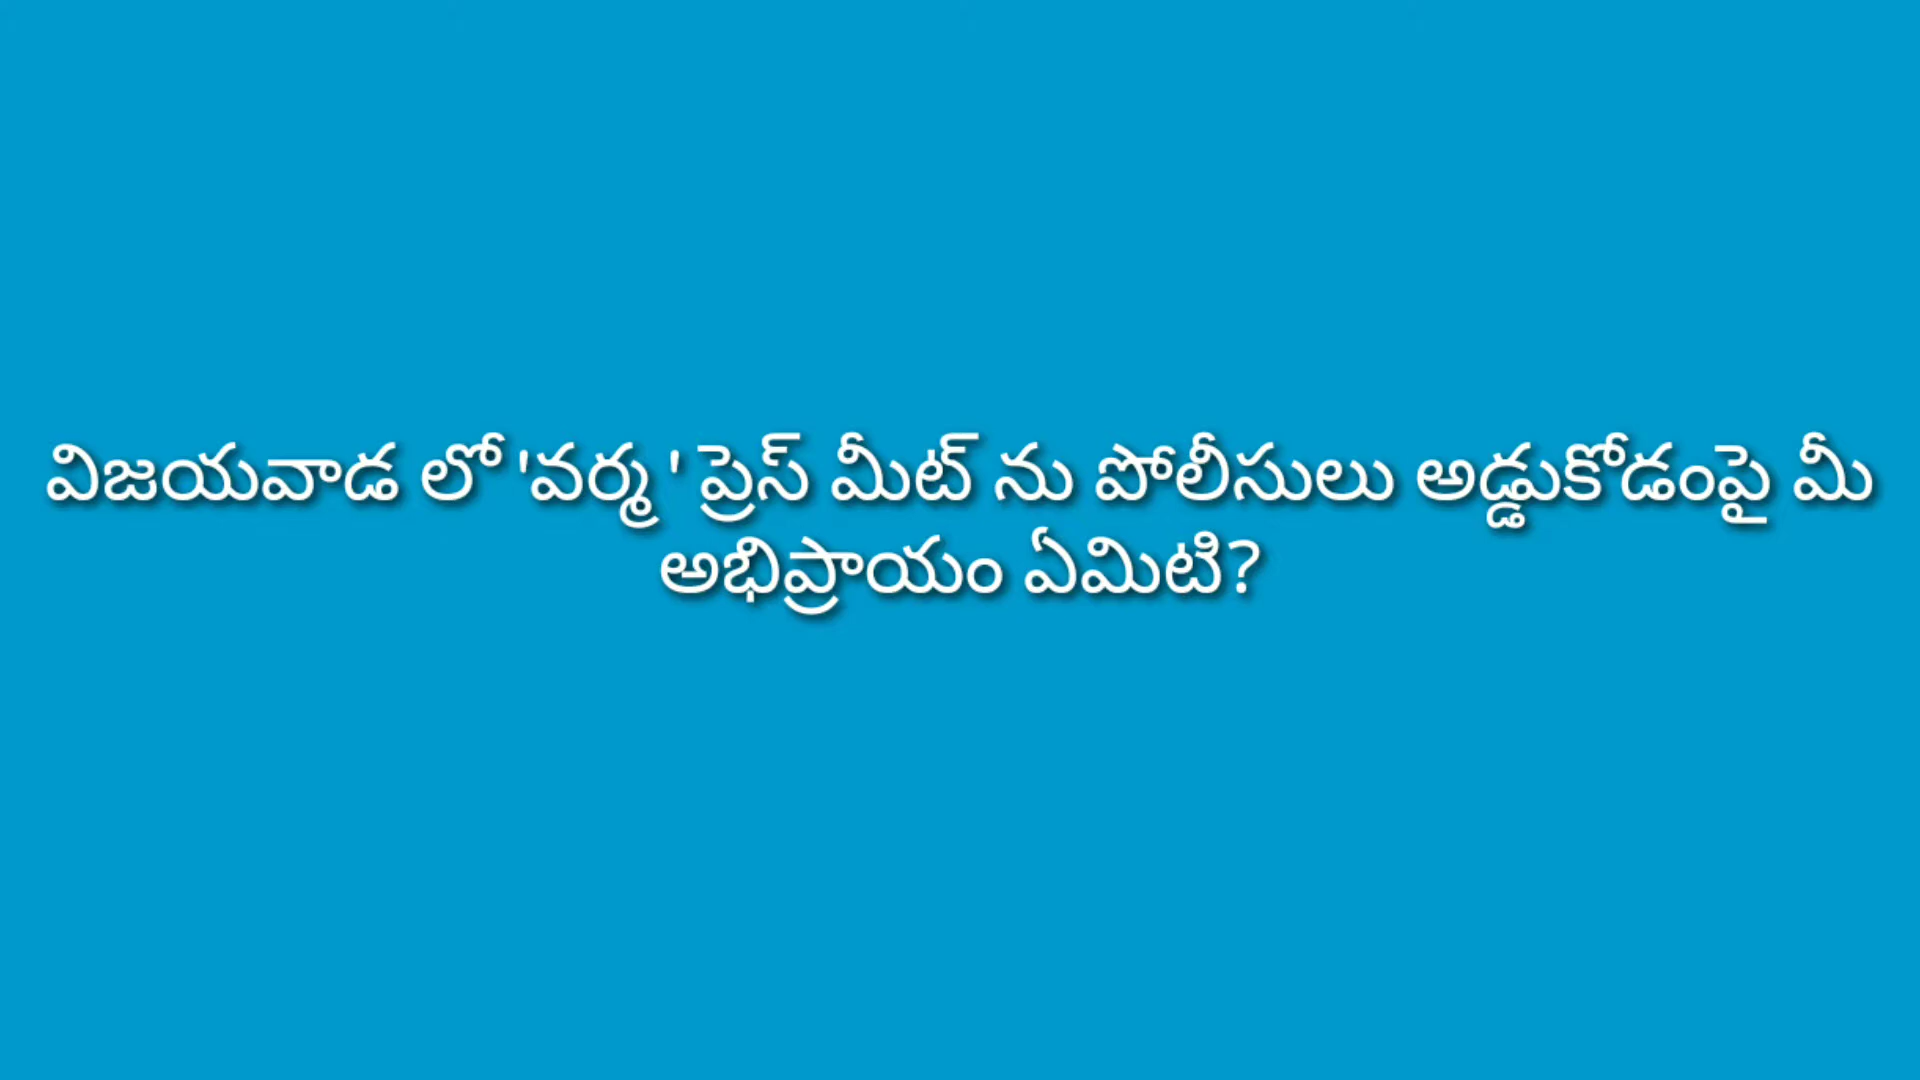 విజయవాడ లో 'వర్మ ' ప్రెస్ మీట్ ను పోలీసులు అడ్డుకోడంపై మీ
అభిప్రాయం ఏమిటి?